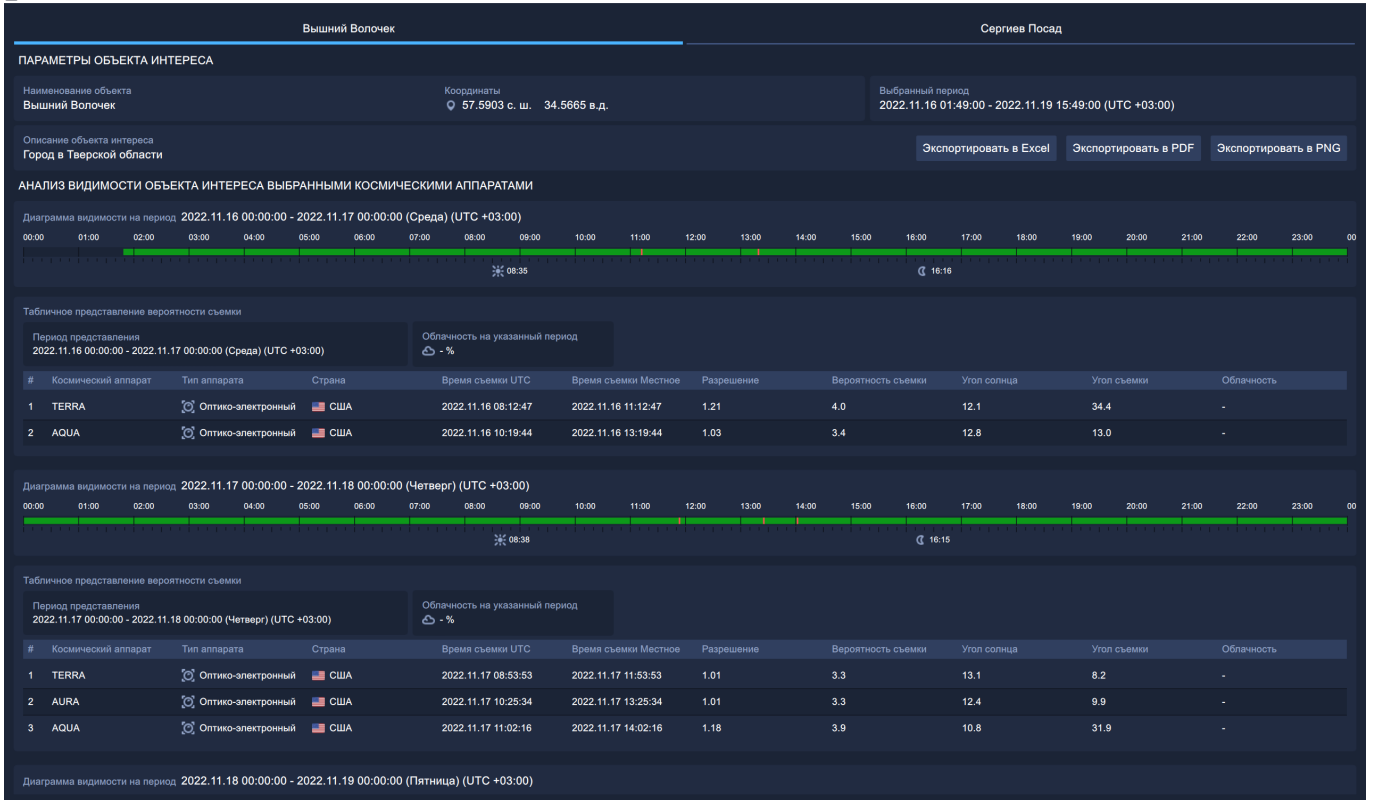 Вышний Волочек Сергиев Посад
ПАРАМЕТРЫ ОБЪЕКТА ИНТЕРЕСА
Наименование объекта Координаты Выбранный период
Вышний Волочек 57.5903 с. ш. 34.5665 в.д. 2022.11.16 01:49:00 - 2022.11.19 15:49:00 (UTC +03:00)
Описание объекта интереса
Город в Тверской области Экспортировать в Excel Экспортировать в PDF Экспортировать в PNG
АНАЛИЗ ВИДИМОСТИ ОБЪЕКТА ИНТЕРЕСА ВЫБРАННЫМИ КОСМИЧЕСКИМИ АППАРАТАМИ
Диаграмма видимости на период 2022.11.16 00:00:00 - 2022.11.17 00:00:00 (Среда) (UTC +03:00)
00:00 01:00 02:00 03:00 04:00 05:00 06:00 07:00 08:00 09:00 10:00 11:00 12:00 13:00 14:00 15:00 16:00 17:00 18:00 19:00 20:00 21:00 22:00 23:00 00
08:35 16:16
Табличное представление вероятности съемки
Период представления Облачность на указанный период
2022.11.16 00:00:00 - 2022.11.17 00:00:00 (Среда) (UTC +03:00) - %
# Космический аппарат Тип аппарата Страна Время съемки UTC Время съемки Местное Разрешение Вероятность съемки Угол солнца Угол съемки Облачность
1 TERRA Оптико-электронный США 2022.11.16 08:12:47 2022.11.16 11:12:47 1.21 4.0 12.1 34.4 -
2 AQUA Оптико-электронный США 2022.11.16 10:19:44 2022.11.16 13:19:44 1.03 3.4 12.8 13.0 -
Диаграмма видимости на период 2022.11.17 00:00:00 - 2022.11.18 00:00:00 (Четверг) (UTC +03:00)
00:00 01:00 02:00 03:00 04:00 05:00 06:00 07:00 08:00 09:00 10:00 11:00 12:00 13:00 14:00 15:00 16:00 17:00 18:00 19:00 20:00 21:00 22:00 23:00 00
08:38 16:15
Табличное представление вероятности съемки
Период представления Облачность на указанный период
2022.11.17 00:00:00 - 2022.11.18 00:00:00 (Четверг) (UTC +03:00) - %
# Космический аппарат Тип аппарата Страна Время съемки UTC Время съемки Местное Разрешение Вероятность съемки Угол солнца Угол съемки Облачность
1 TERRA Оптико-электронный США 2022.11.17 08:53:53 2022.11.17 11:53:53 1.01 3.3 13.1 8.2 -
2 AURA Оптико-электронный США 2022.11.17 10:25:34 2022.11.17 13:25:34 1.01 3.3 12.4 9.9 -
3 AQUA Оптико-электронный США 2022.11.17 11:02:16 2022.11.17 14:02:16 1.18 3.9 10.8 31.9 -
Диаграмма видимости на период 2022.11.18 00:00:00 - 2022.11.19 00:00:00 (Пятница) (UTC +03:00)